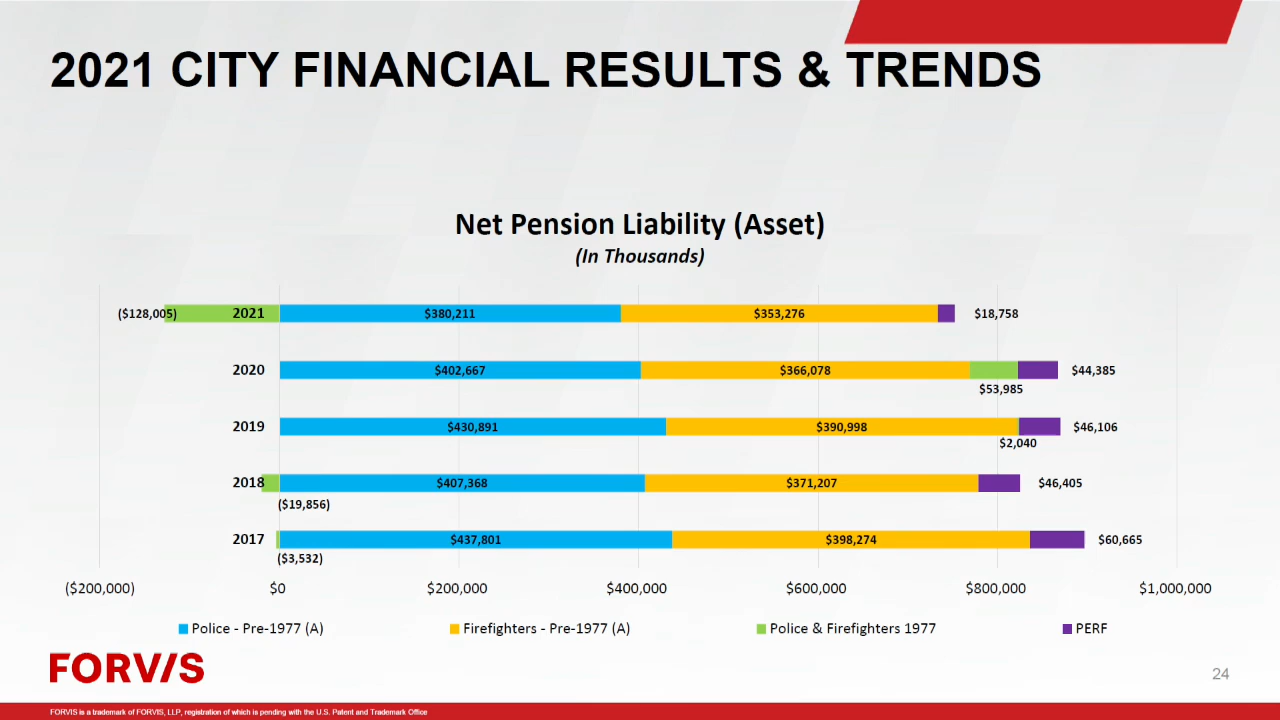 2021 CITY FINANCIAL RESULTS & TRENDS
Net Pension Liability (Asset)
(In Thousands)
($128,005) 2021 $380,211 $353,276 $18,758
2020 $402,667 $366,078 $44,385
$53,985
2019 $430,891 $390,998 $46,106
$2,040
2018 $407,368 $371,207 $46,405
($19,856)
2017 $437,801 $398,274 $60,665
($3,532)
($200,000) $0 $200,000 $400,000 $600,000 $800,000 $1,000,000
Police - Pre-1977 (A) Firefighters - Pre-1977 (A) Police & Firefighters 1977 PERF
FORVIS
24
FORVIS is a trademark of FORVIS, LLP, registration of which is pending with the U.S. Patent and Trademark Office